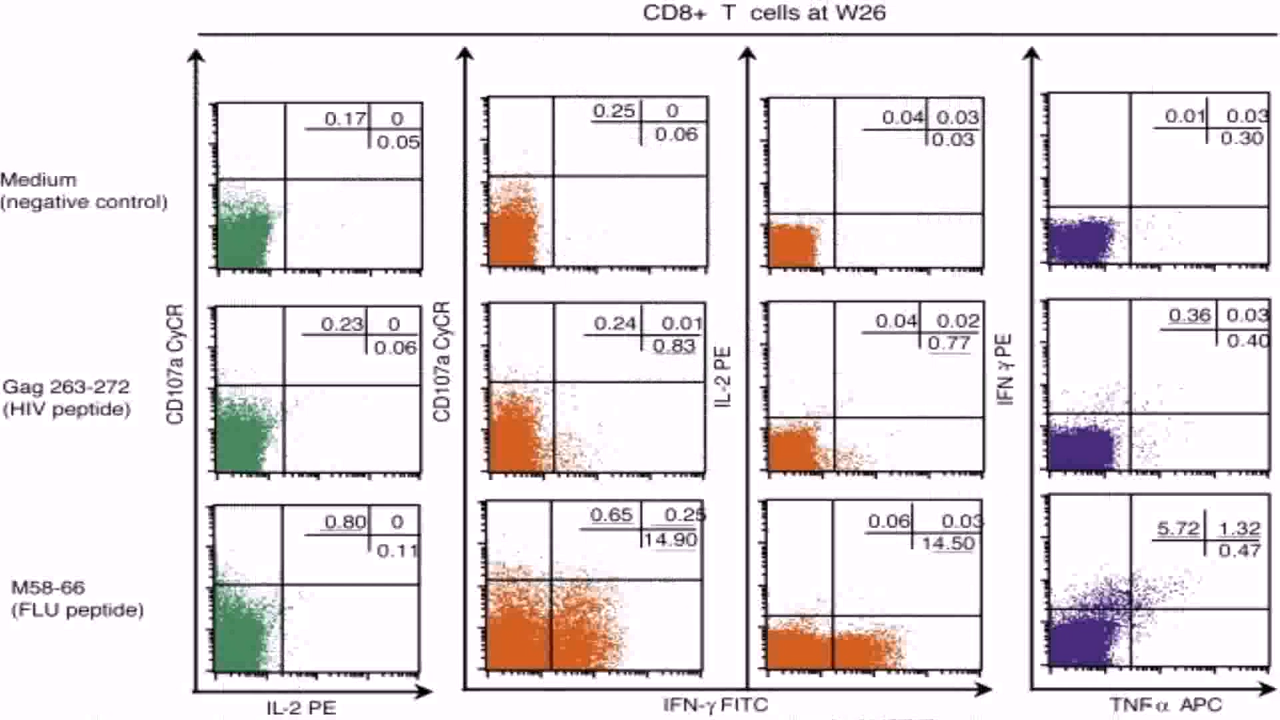 CD8+ T cells at W26
Medium
(negative control)
0.17 0
0.05
0.25 0
0.06
0.04 0.03
0.03
0.01 0.03
0.30
Gag 263-272
(HIV peptide)
0.23 0
0.06
0.24 0.01
0.83
0.04 0.02
0.77
0.36 0.03
0.40
M58-66
(FLU peptide)
0.80 0
0.11
0.65 0.25
14.90
0.06 0.03
14.50
5.72 1.32
0.47
CD107a CyCR
CD107a CyCR
IL-2 PE
IFN γ PE
IL-2 PE
IFN-γ FITC
TNF α APC